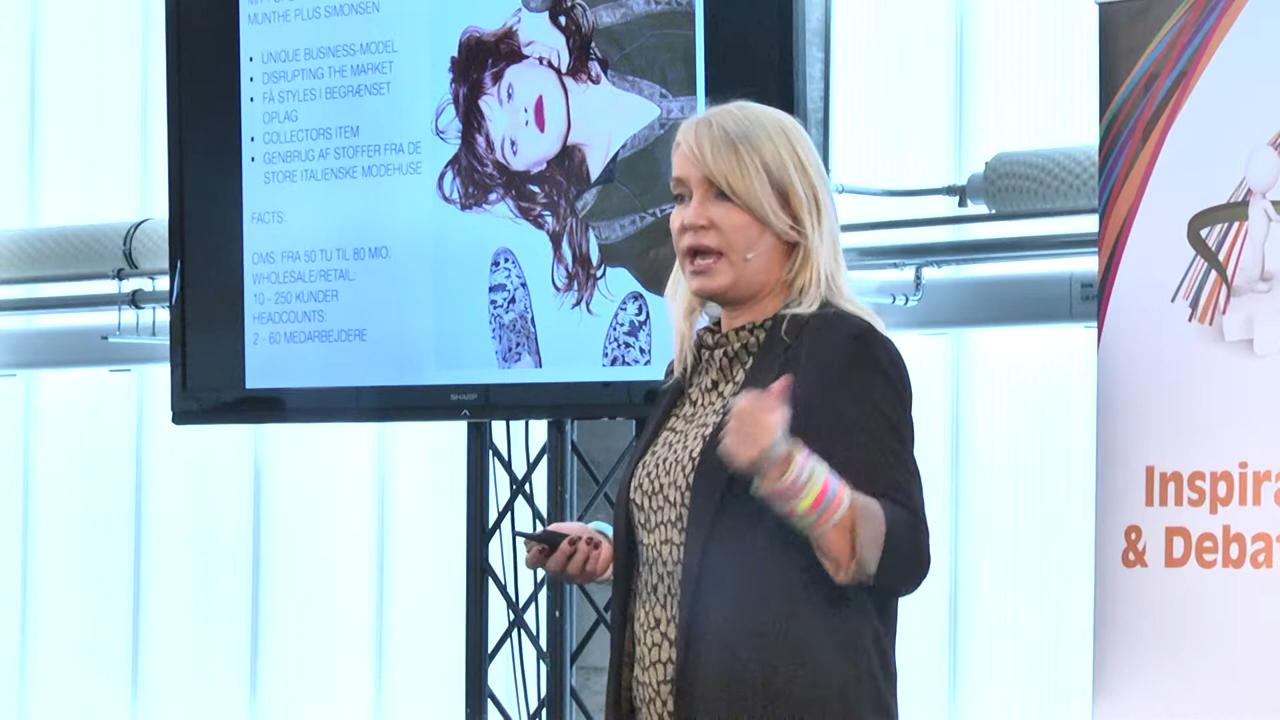 MUNTHE PLUS SIMONSEN
• UNIQUE BUSINESS-MODEL
• DISRUPTING THE MARKET
• FÅ STYLES I BEGRÆNSET
OPLAG
• COLLECTORS ITEM
• GENBRUG AF STOFFER FRA DE
STORE ITALIENSKE MODEHUSE
FACTS:
OMS: FRA 50 TU TIL 80 MIO.
WHOLESALE/RETAIL:
10 - 250 KUNDER
HEADCOUNTS:
2 - 60 MEDARBEJDERE
SHARP
Inspira
& Deba